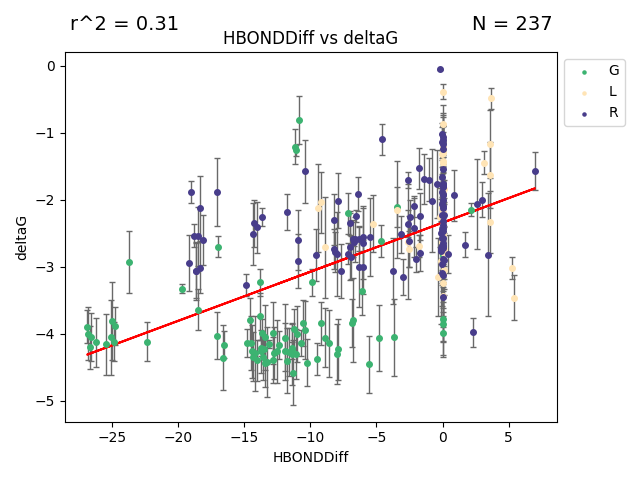 r^2 = 0.31 N = 237
HBONDDiff vs deltaG
G
L
R
deltaG
0
−1
−2
−3
−4
−5
−25 −20 −15 −10 −5 0 5
HBONDDiff